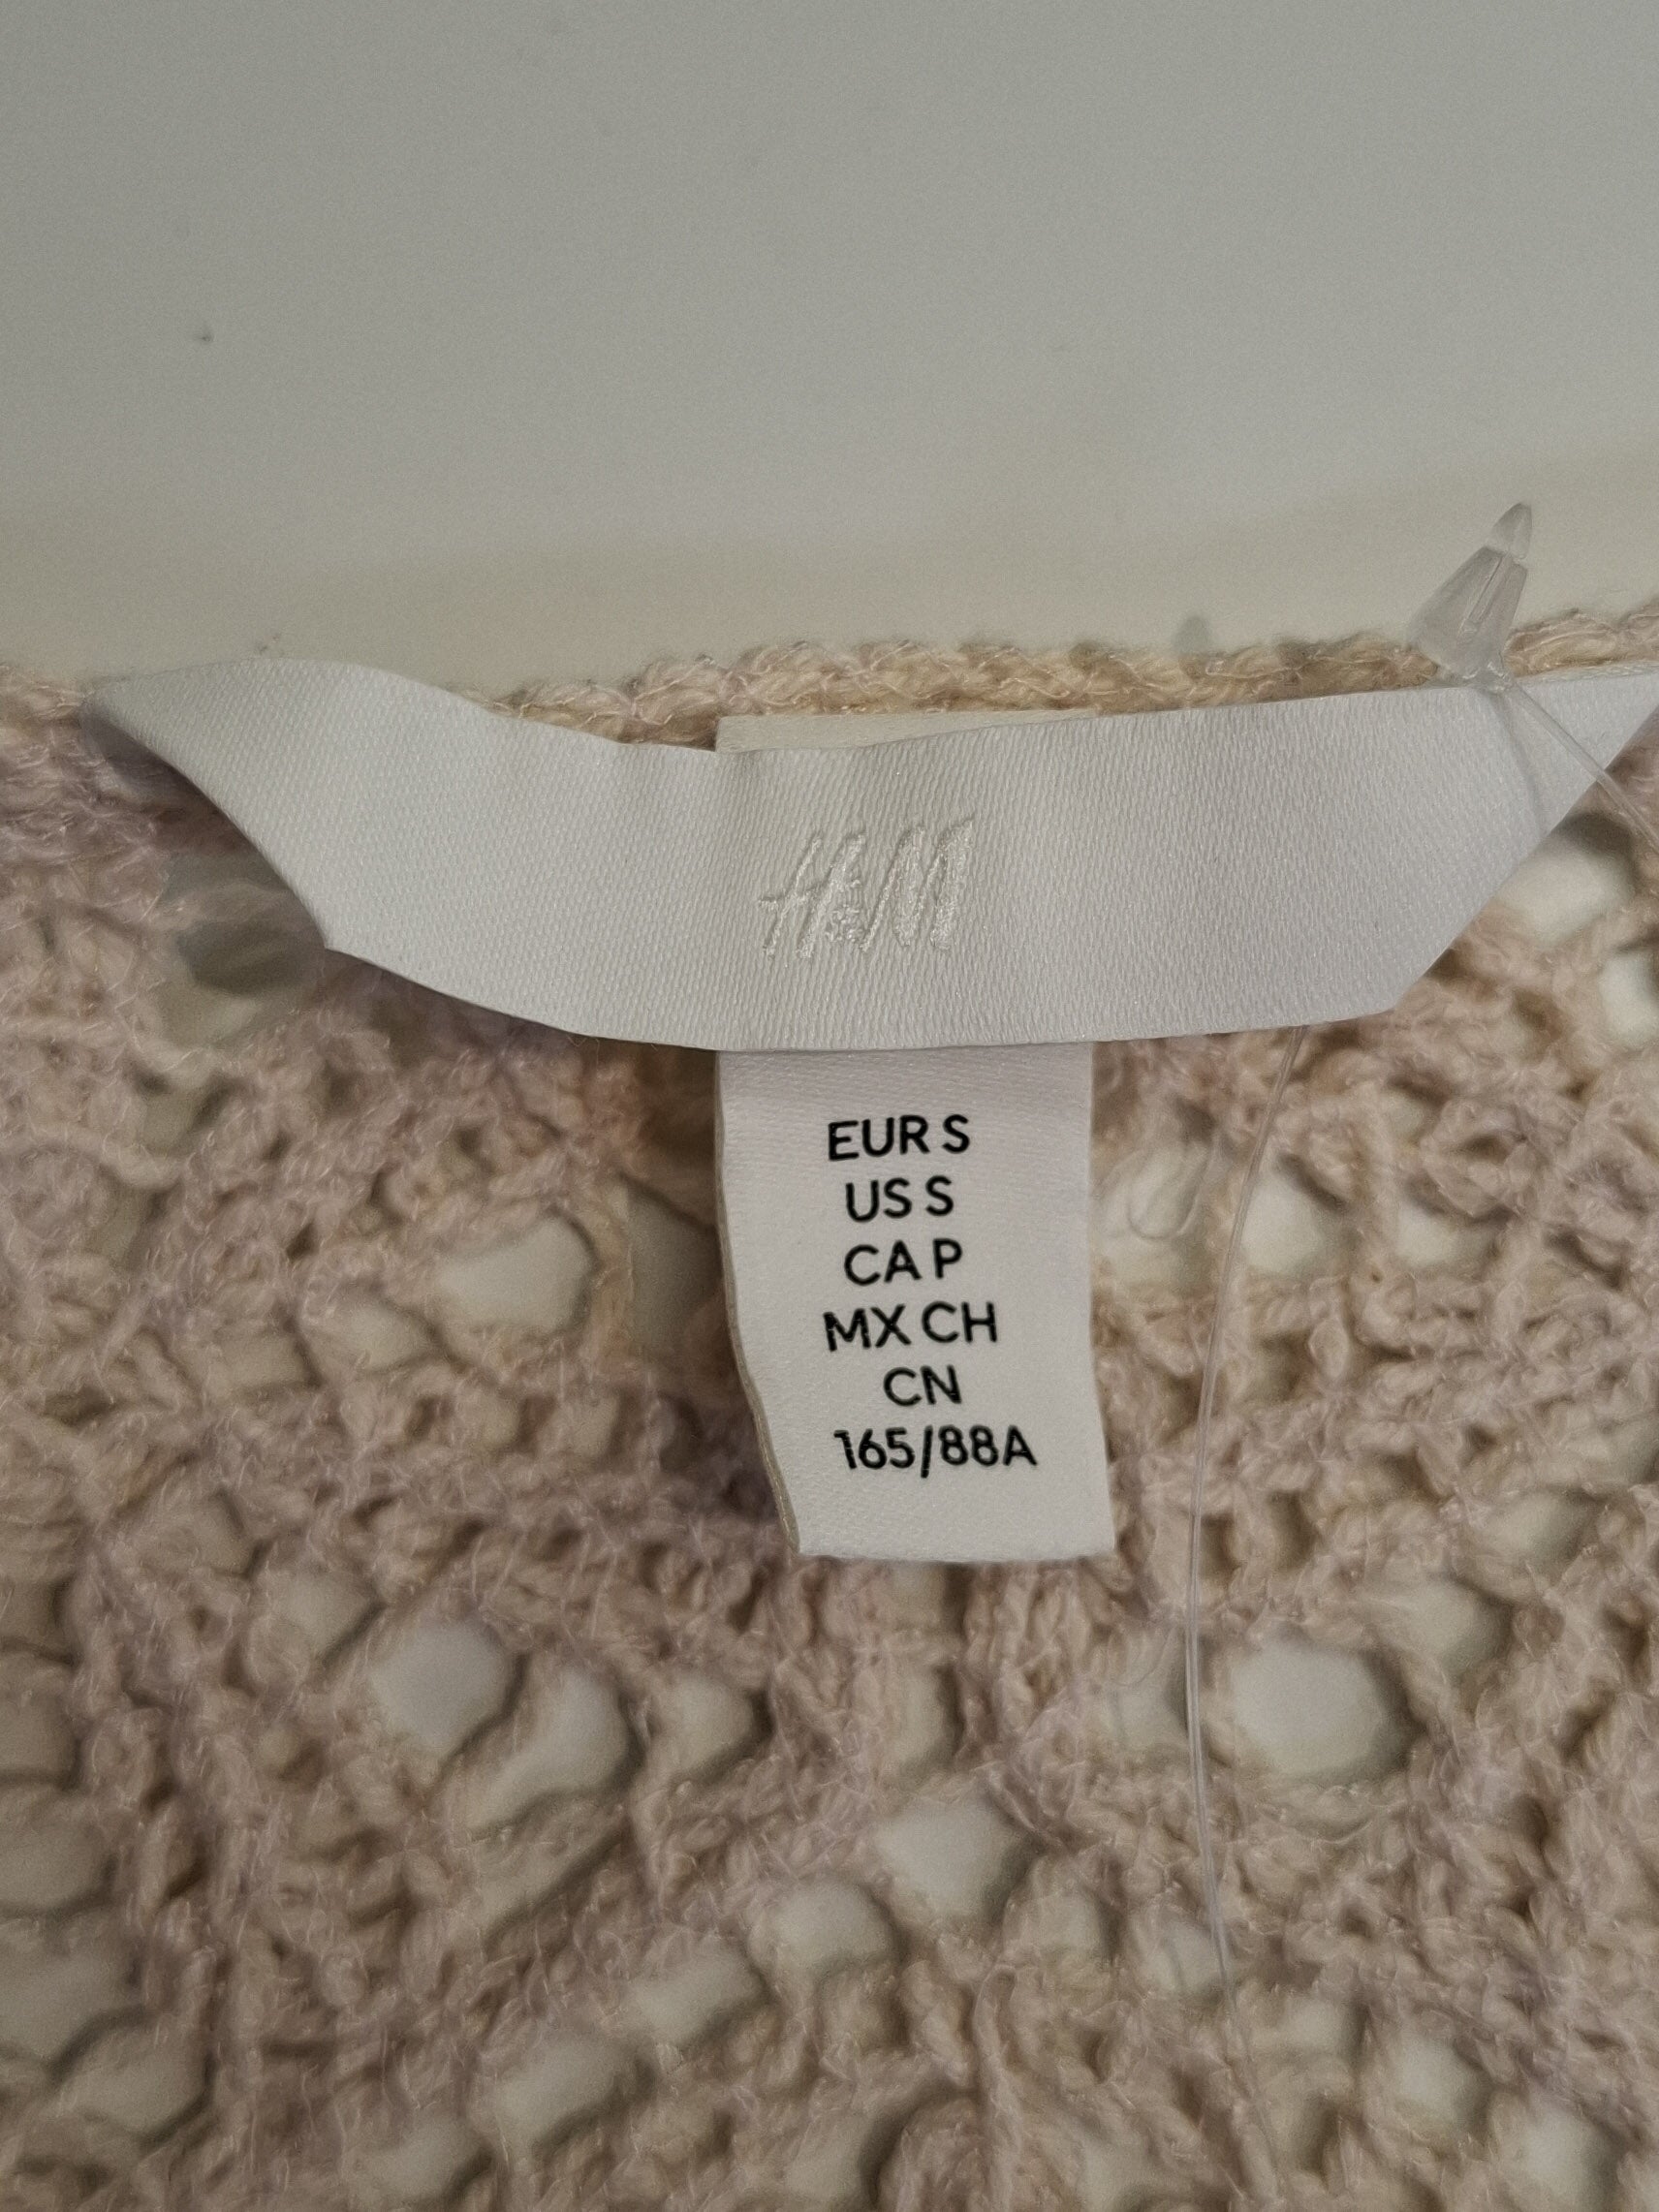 H&M
EUR S
US S
CA P
MX CH
CN
165/88A